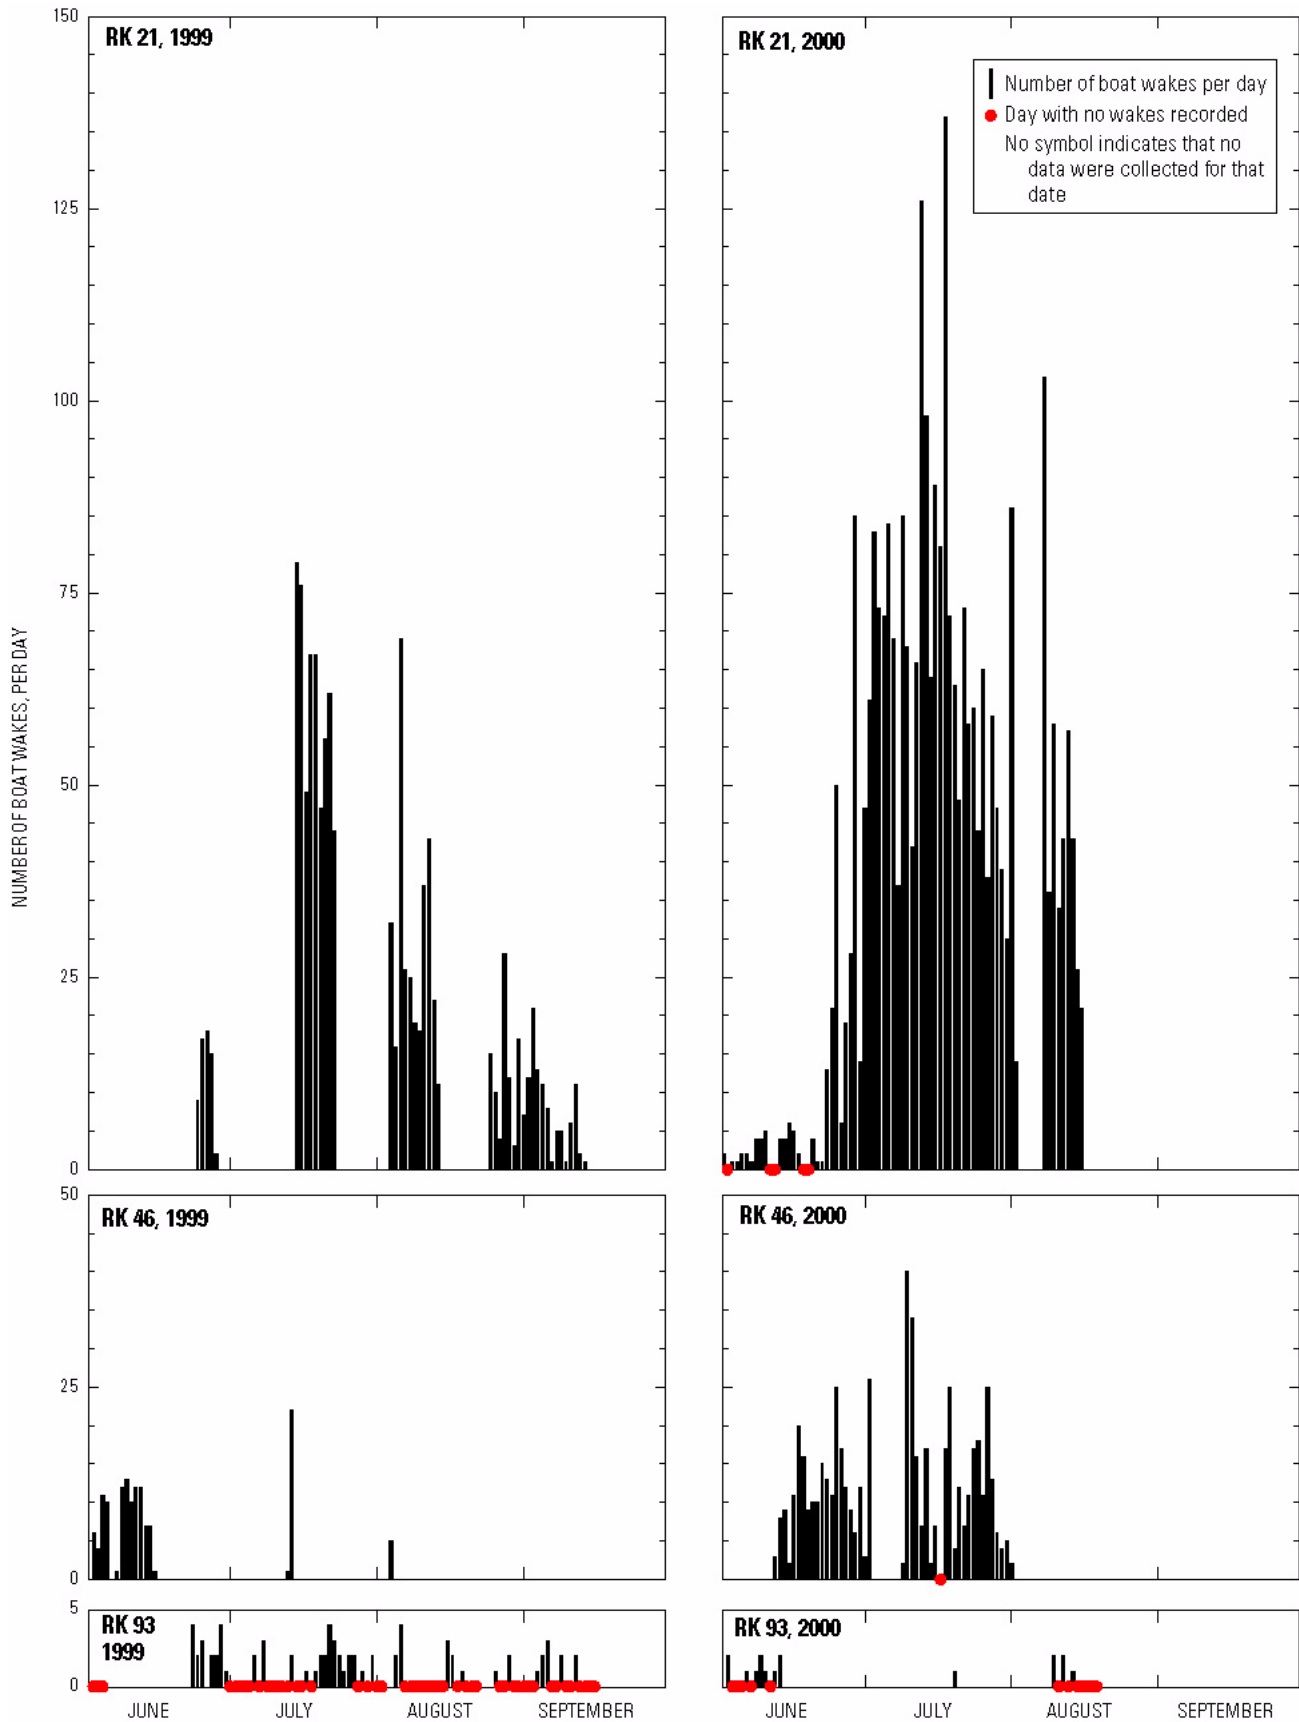 150
RK 21, 1999
RK 21, 2000
Number of boat wakes per day
Day with no wakes recorded
No symbol indicates that no
data were collected for that
date
125
100
75
50
25
0
NUMBER OF BOAT WAKES, PER DAY
50
RK 46, 1999
RK 46, 2000
25
0
5
RK 93
1999
RK 93, 2000
0
JUNE JULY AUGUST SEPTEMBER
JUNE JULY AUGUST SEPTEMBER